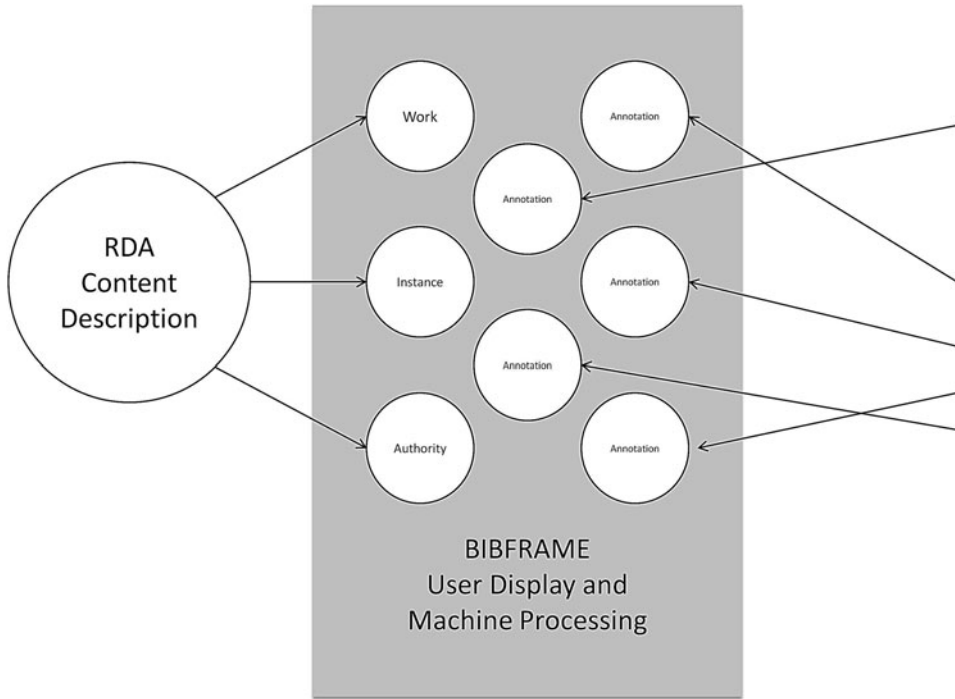 RDA
Content
Description
Work
Annotation
Annotation
Instance
Annotation
Annotation
Authority
Annotation
BIBFRAME
User Display and
Machine Processing